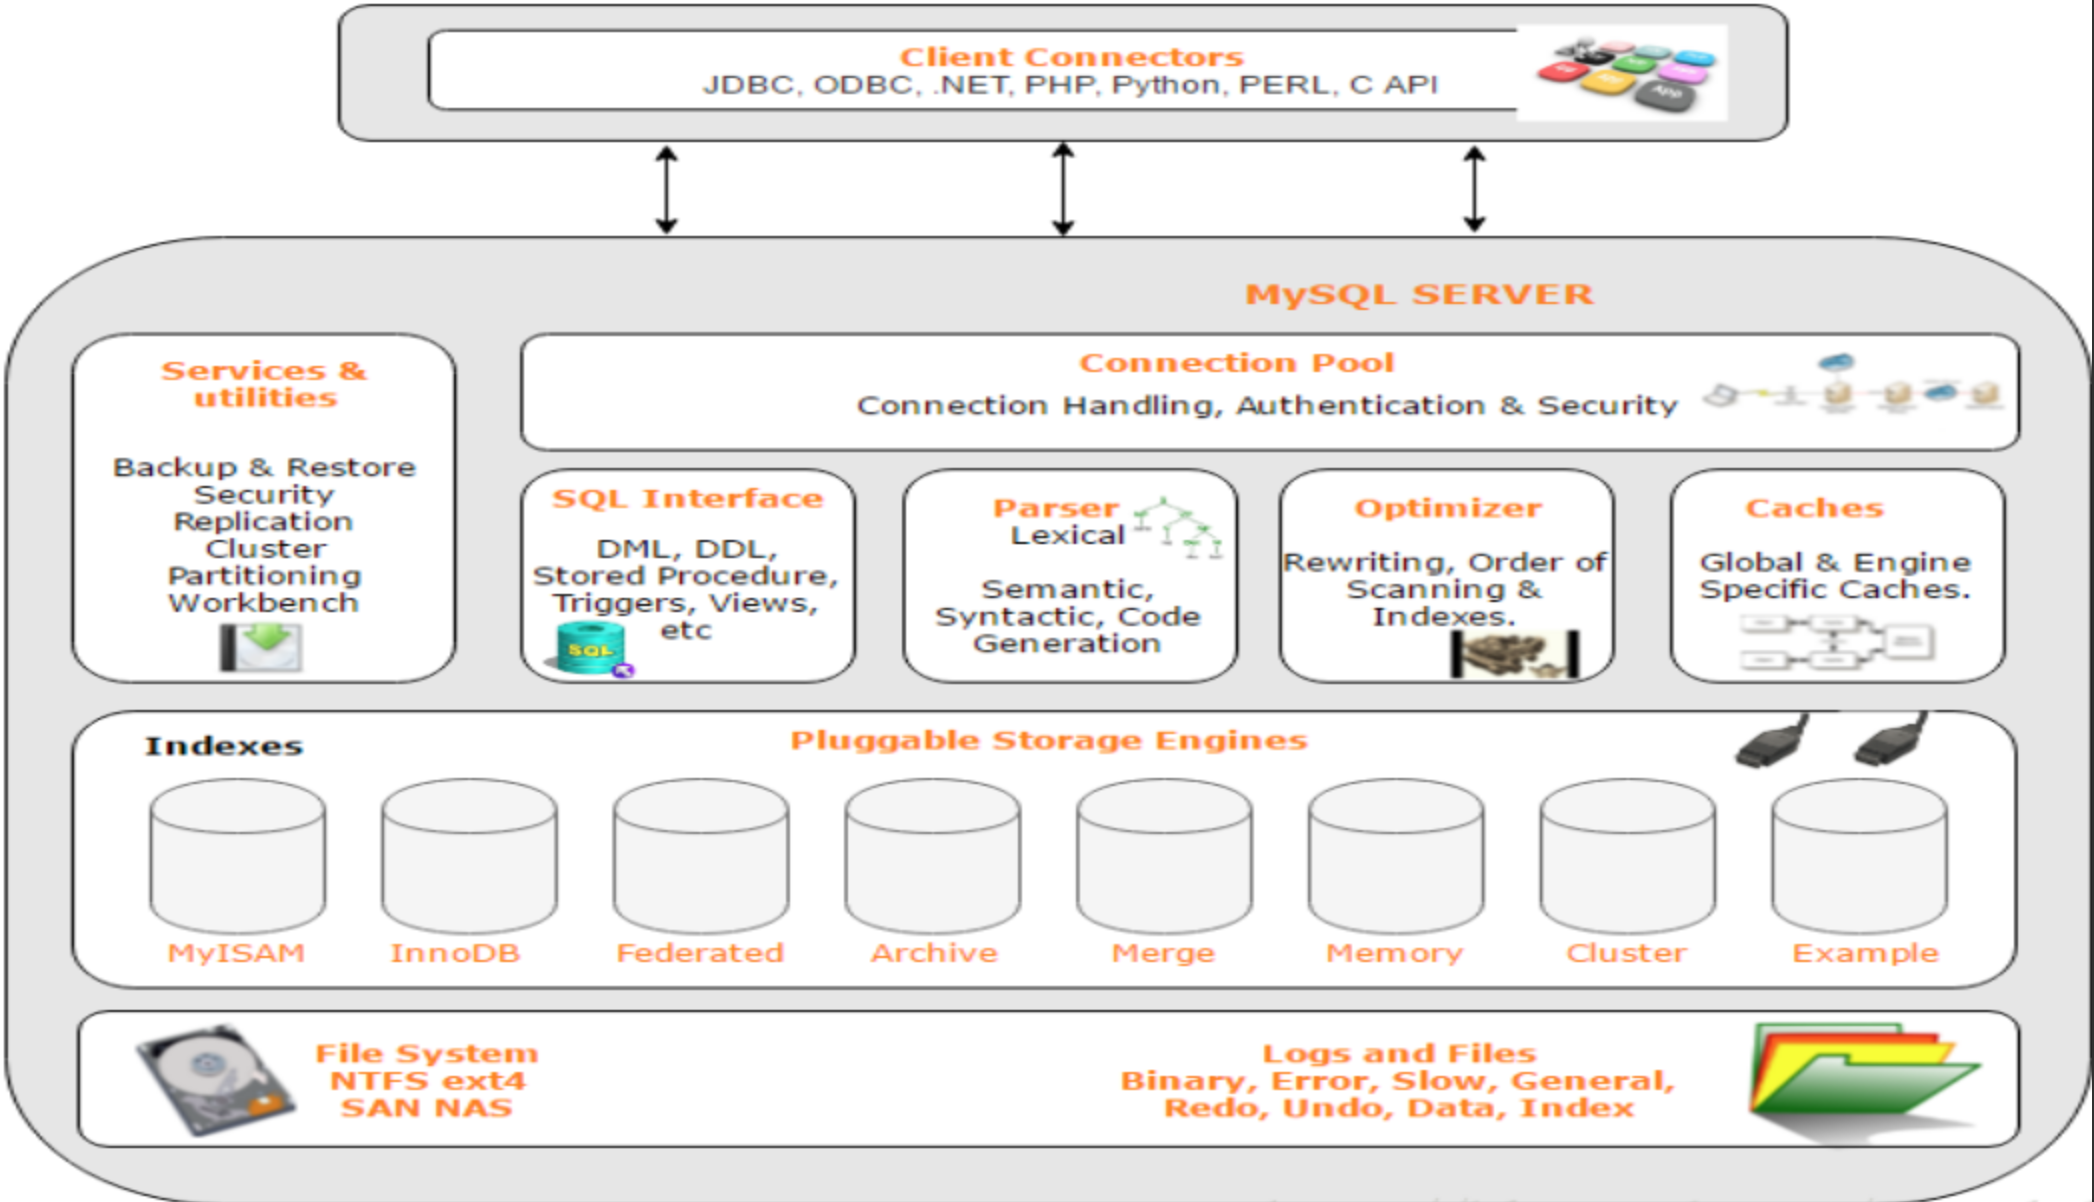 Client Connectors
JDBC, ODBC, .NET, PHP, Python, PERL, C API
MySQL SERVER
Services &
utilities
Backup & Restore
Security
Replication
Cluster
Partitioning
Workbench
Connection Pool
Connection Handling, Authentication & Security
SQL Interface
DML, DDL,
Stored Procedure,
Triggers, Views,
etc
SQL
Parser
Lexical
Semantic,
Syntactic, Code
Generation
Optimizer
Rewriting, Order of
Scanning &
Indexes.
Caches
Global & Engine
Specific Caches.
Indexes
Pluggable Storage Engines
MyISAM
InnoDB
Federated
Archive
Merge
Memory
Cluster
Example
File System
NTFS ext4
SAN NAS
Logs and Files
Binary, Error, Slow, General,
Redo, Undo, Data, Index